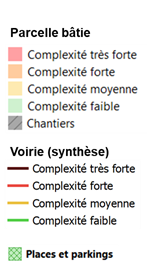 Parcelle bâtie
Complexité très forte
Complexité forte
Complexité moyenne
Complexité faible
Chantiers
Voirie (synthèse)
Complexité très forte
Complexité forte
Complexité moyenne
Complexité faible
Places et parkings